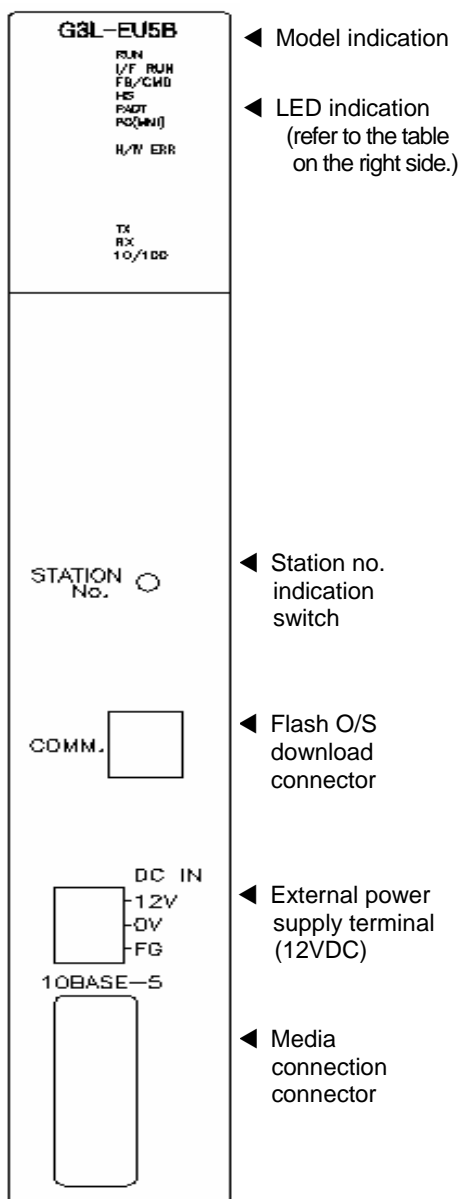 G3L-EU5B
◀ Model indication
RUN
I/F RUN
FB/CMD
HS
PADT
PC(MNI)
H/W ERR
◀ LED indication
(refer to the table
on the right side.)
TX
RX
10/100
STATION
No.
◀ Station no.
indication
switch
COMM.
◀ Flash O/S
download
connector
DC IN
12V
0V
FG
◀ External power
supply terminal
(12VDC)
10BASE-5
◀ Media
connection
connector